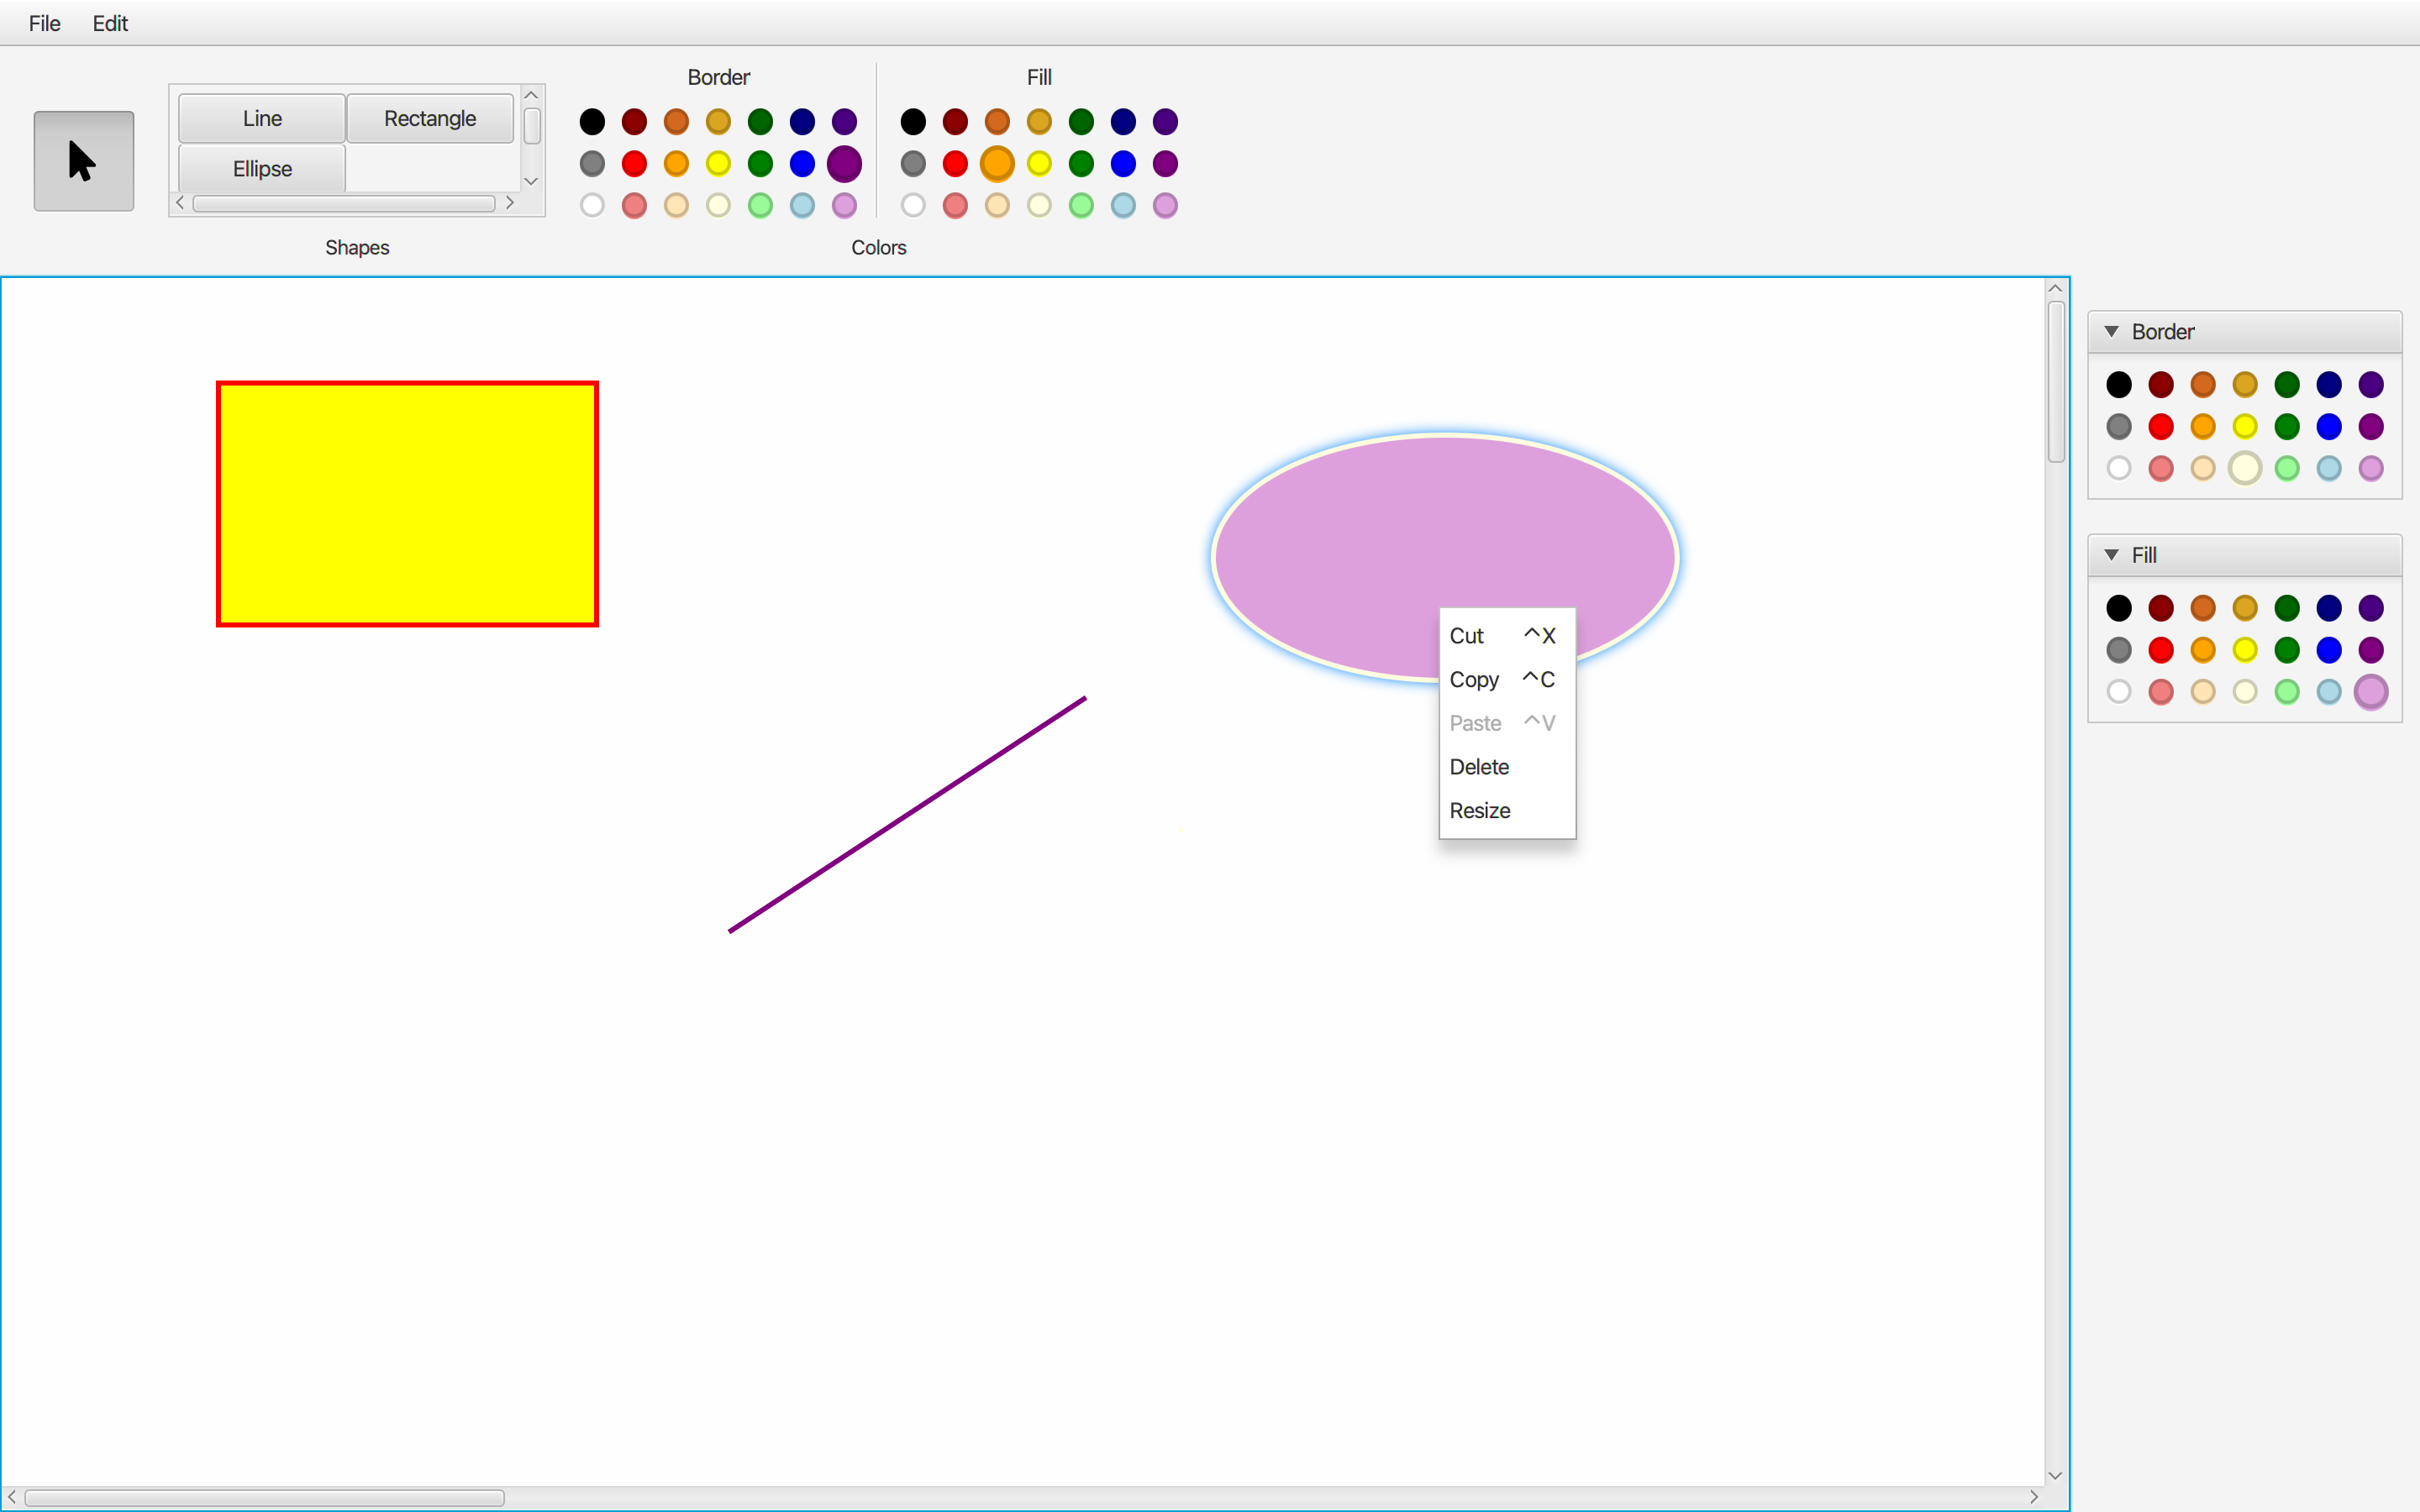 File Edit
Border Fill
Line Rectangle
Ellipse
Shapes Colors
Border
Fill
Cut ^X
Copy ^C
Paste ^V
Delete
Resize